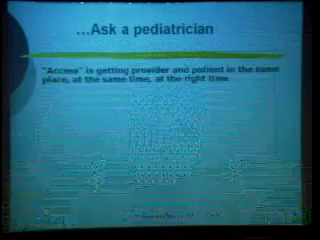 ...Ask a pediatrician
"Access" is getting provider and patient in the same
place, at the same time, at the right time